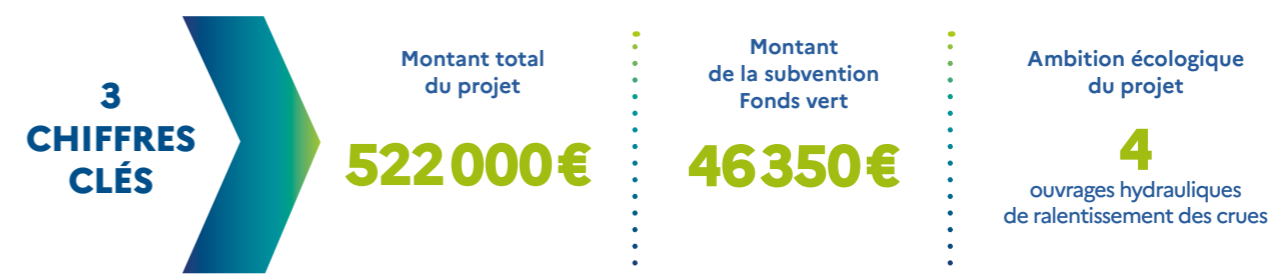 3
CHIFFRES
CLÉS
Montant total
du projet
522 000 €
Montant
de la subvention
Fonds vert
46 350 €
Ambition écologique
du projet
4
ouvrages hydrauliques
de ralentissement des crues